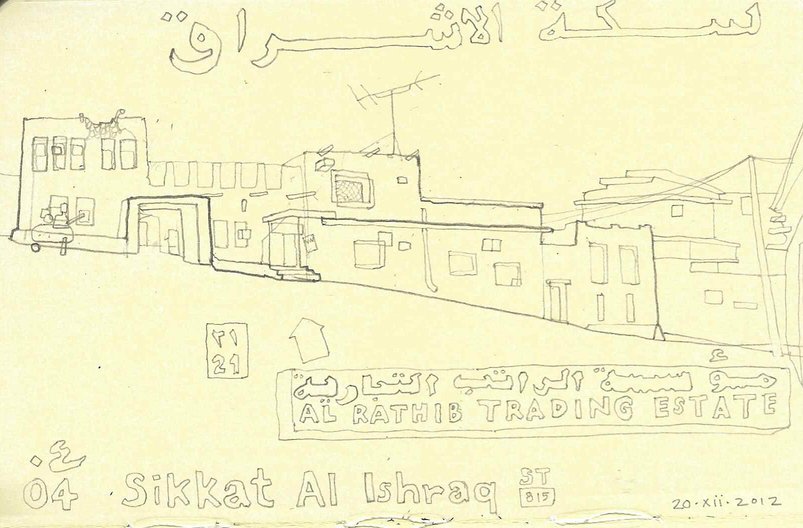 سكة الاشراق
٢١
21
مؤسسة الراتب التجارية
AL RATHIB TRADING ESTATE
٠٤
04 Sikkat Al Ishraq ST 815
20·xii·2012